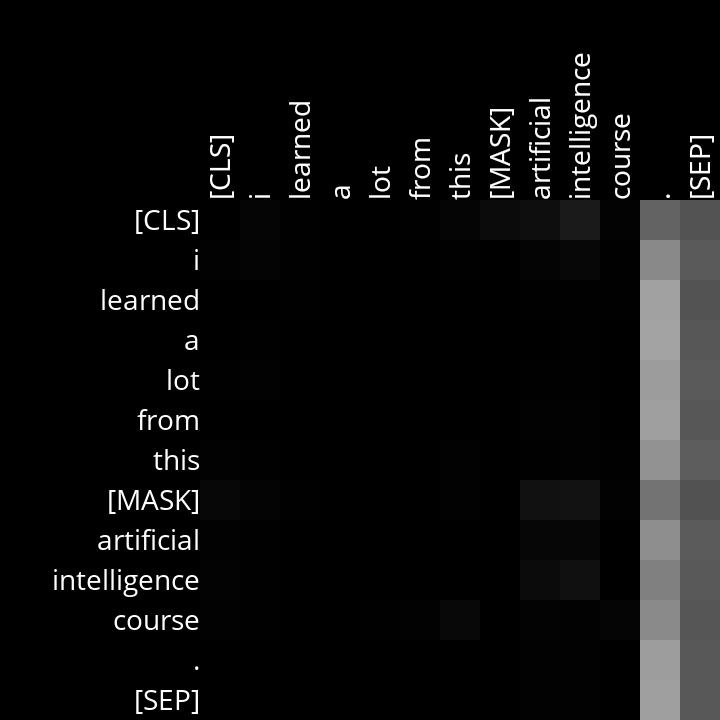 [CLS]
i
learned
a
lot
from
this
[MASK]
artificial
intelligence
course
.
[SEP]
[CLS]
i
learned
a
lot
from
this
[MASK]
artificial
intelligence
course
.
[SEP]